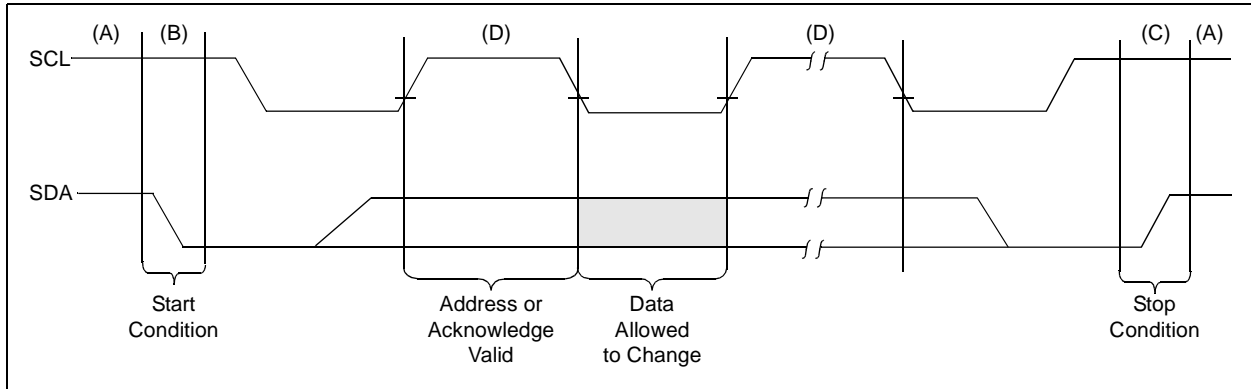 (A) (B) (D) (D) (C) (A)
SCL
SDA
Start
Condition
Address or
Acknowledge
Valid
Data
Allowed
to Change
Stop
Condition